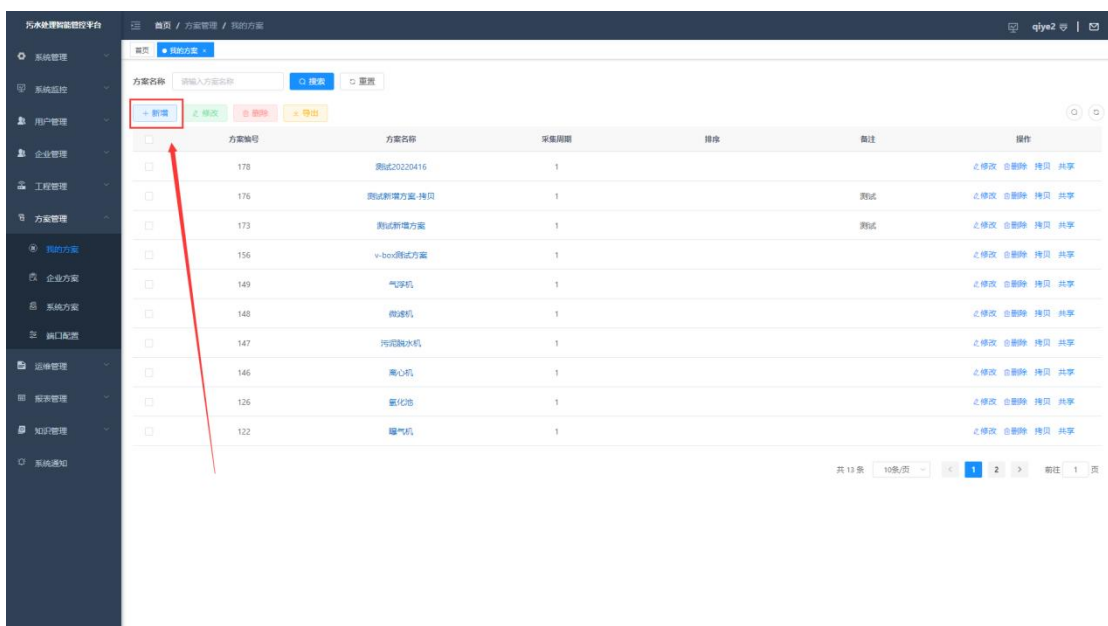 污水处理智能管控平台
首页 / 方案管理 / 我的方案
qiye2
系统管理
系统监控
用户管理
企业管理
工程管理
方案管理
我的方案
企业方案
系统方案
端口配置
运维管理
报表管理
知识管理
系统通知
首页 我的方案 ×
方案名称 请输入方案名称 搜索 重置
+ 新增 修改 删除 导出
方案编号 方案名称 采集周期 排序 备注 操作
178 测试20220416 1 修改 删除 拷贝 共享
176 测试新增方案-拷贝 1 测试 修改 删除 拷贝 共享
173 测试新增方案 1 测试 修改 删除 拷贝 共享
156 v-box测试方案 1 修改 删除 拷贝 共享
149 气浮机 1 修改 删除 拷贝 共享
148 微滤机 1 修改 删除 拷贝 共享
147 污泥脱水机 1 修改 删除 拷贝 共享
146 离心机 1 修改 删除 拷贝 共享
126 氧化池 1 修改 删除 拷贝 共享
122 曝气机 1 修改 删除 拷贝 共享
共 13 条 10条/页 < 1 2 > 前往 1 页